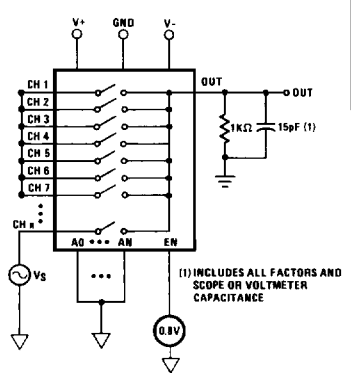 V+ GND V-
OUT
CH 1
CH 2
CH 3
CH 4
CH 5
CH 6
CH 7
CH N
OUT
1KΩ 15pF (1)
A0 AN EN
VS
0.8V
(1) INCLUDES ALL FACTORS AND
SCOPE OR VOLTMETER
CAPACITANCE